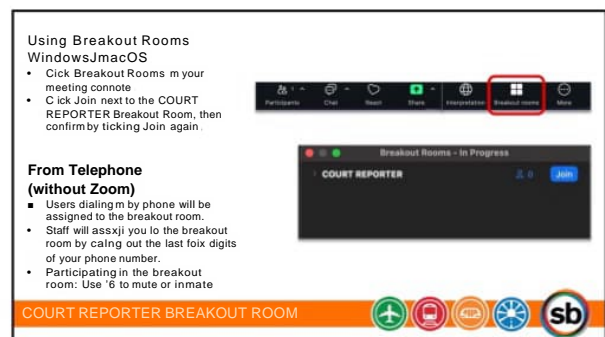 Using Breakout Rooms
WindowsJmacOS
• Cick Breakout Rooms m your
meeting connote
• C ick Join next to the COURT
REPORTER Breakout Room, then
confirm by ticking Join again.
From Telephone
(without Zoom)
■ Users dialing m by phone will be
assigned to the breakout room.
• Staff will assxji you lo the breakout
room by calng out the last foix digits
of your phone number.
• Participating in the breakout
room: Use '6 to mute or inmate
Participants Chat React Share Interpretation Breakout rooms More
Breakout Rooms - In Progress
COURT REPORTER 0 Join
COURT REPORTER BREAKOUT ROOM
sb